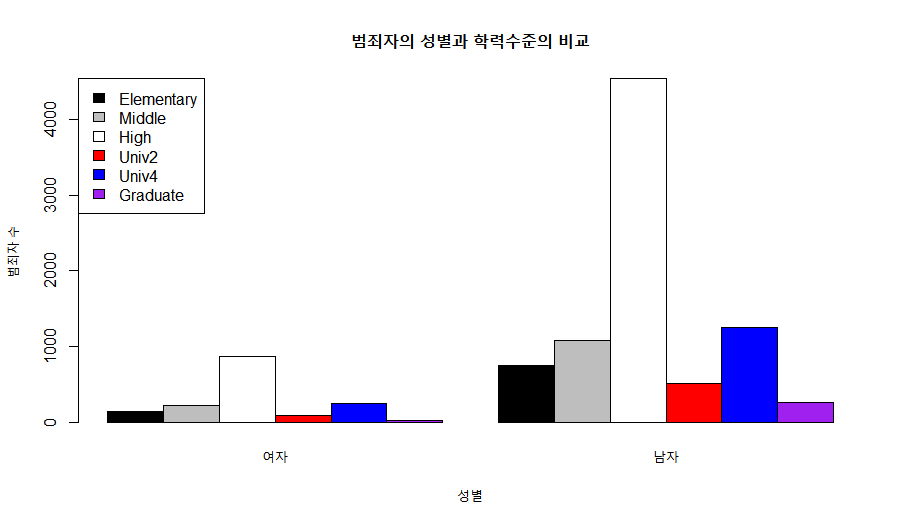 범죄자의 성별과 학력수준의 비교
Elementary
Middle
High
Univ2
Univ4
Graduate
4000
3000
2000
1000
0
범죄자 수
여자
남자
성별